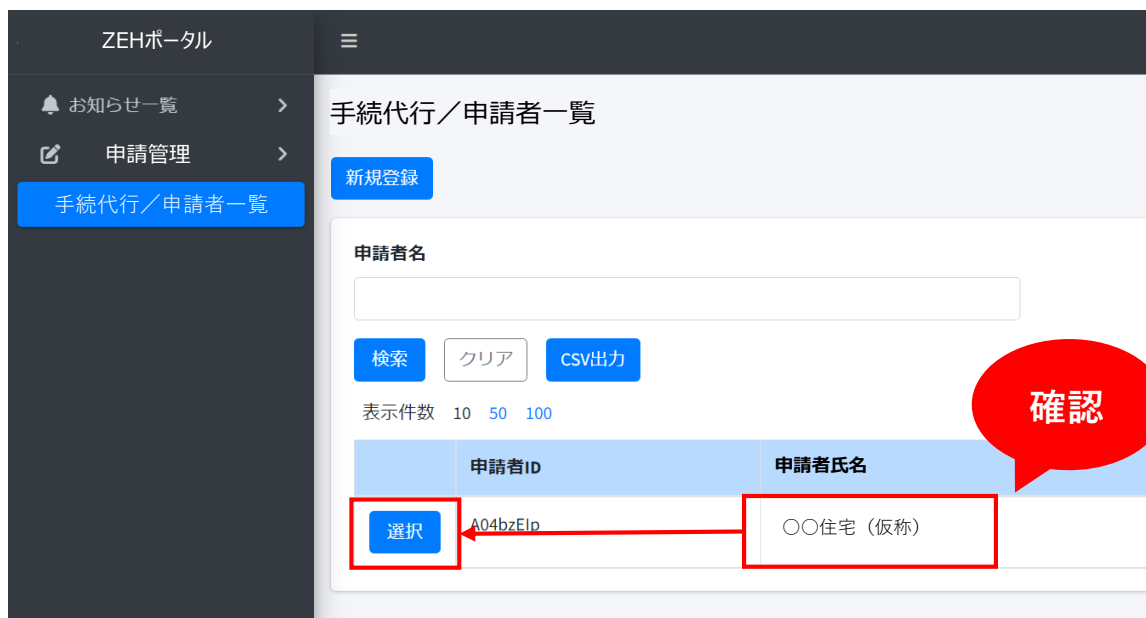 ZEHポータル
お知らせ一覧
申請管理
手続代行／申請者一覧
手続代行／申請者一覧
新規登録
申請者名
検索 クリア CSV出力
表示件数 10 50 100
確認
申請者ID 申請者氏名
選択 A04bzEIp 〇〇住宅（仮称）